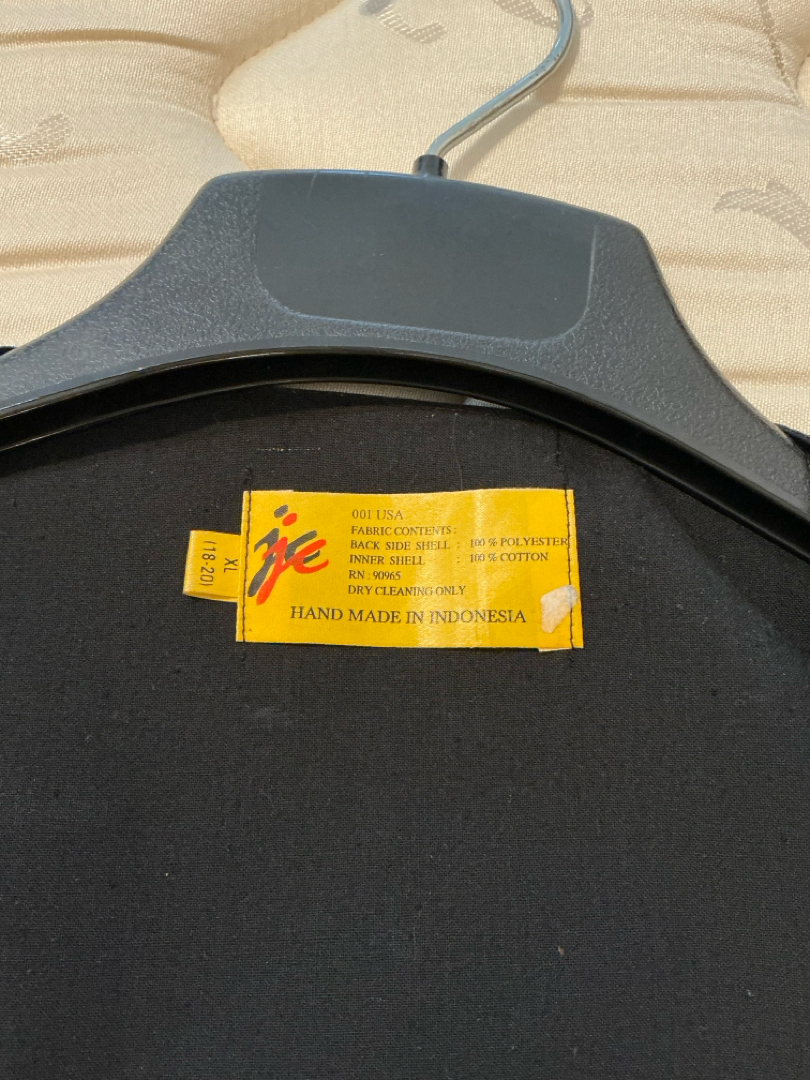 jje
001 USA
FABRIC CONTENTS:
BACK SIDE SHELL : 100 % POLYESTER
INNER SHELL : 100 % COTTON
RN : 90965
DRY CLEANING ONLY
HAND MADE IN INDONESIA
XL
(18-20)